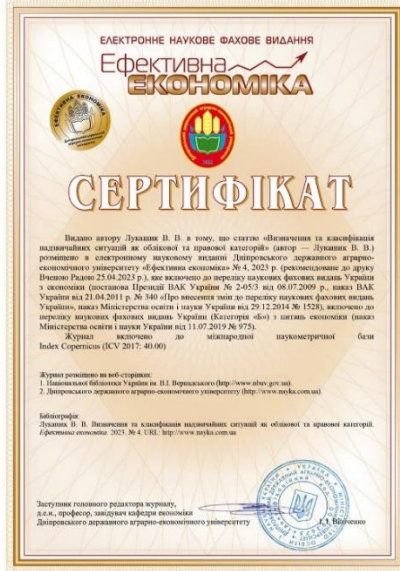 ЕЛЕКТРОННЕ НАУКОВЕ ФАХОВЕ ВИДАННЯ
Ефективна
ЕКОНОМІКА
ЕФЕКТИВНА ЕКОНОМІКА
1922
СЕРТИФІКАТ
Видано автору Лукашик В. В. в тому, що статтю «Визначення та класифікація
надзвичайних ситуацій як облікової та правової категорій» (автор — Лукашик В. В.)
розміщено в електронному науковому виданні Дніпровського державного аграрно-
економічного університету «Ефективна економіка» № 4, 2023 р. (рекомендоване до друку
Вченою Радою 25.04.2023 р.), яке включено до переліку наукових фахових видань України
з економіки (постанова Президії ВАК України № 2-05/3 від 08.07.2009 р., наказ ВАК
України від 21.04.2011 р. № 340 «Про внесення змін до переліку наукових фахових видань
України», наказ Міністерства освіти і науки України від 29.12.2014 № 1528), включено до
переліку наукових фахових видань України (Категорія «Б») з питань економіки (наказ
Міністерства освіти і науки України від 11.07.2019 № 975).
Журнал включено до міжнародної наукометричної бази
Index Copernicus (ICV 2017: 40.00)
Журнал розміщено на веб-сторінках:
1. Національної бібліотеки України ім. В.І. Вернадського (http://www.nbuv.gov.ua).
2. Дніпровського державного аграрно-економічного університету (http://www.nayka.com.ua).
Бібліографія:
Лукашик В. В. Визначення та класифікація надзвичайних ситуацій як облікової та правової категорій.
Ефективна економіка. 2023. № 4. URL: http://www.nayka.com.ua
Заступник головного редактора журналу,
д.е.н., професор, завідувач кафедри економіки
Дніпровського державного аграрно-економічного університету
І. І. Вініченко